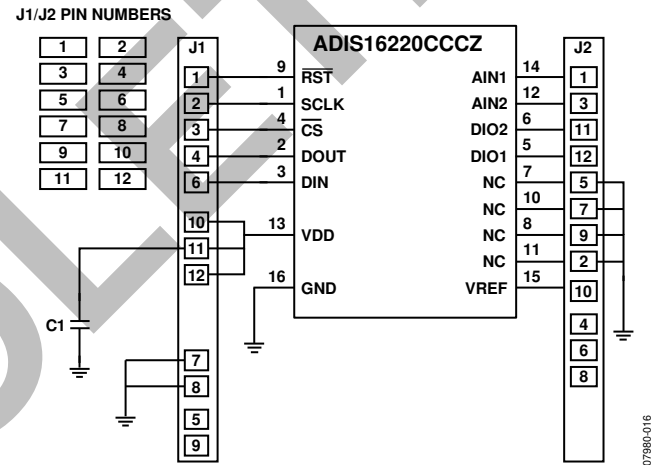 J1/J2 PIN NUMBERS
1 2
3 4
5 6
7 8
9 10
11 12
J1
1
2
3
4
6
10
11
12
7
8
5
9
C1
ADIS16220CCCZ
9 RST
1 SCLK
4 CS
2 DOUT
3 DIN
13 VDD
16 GND
AIN1 14
AIN2 12
DIO2 6
DIO1 5
NC 7
NC 10
NC 8
NC 11
VREF 15
J2
1
3
11
12
5
7
9
2
10
4
6
8
07980-016